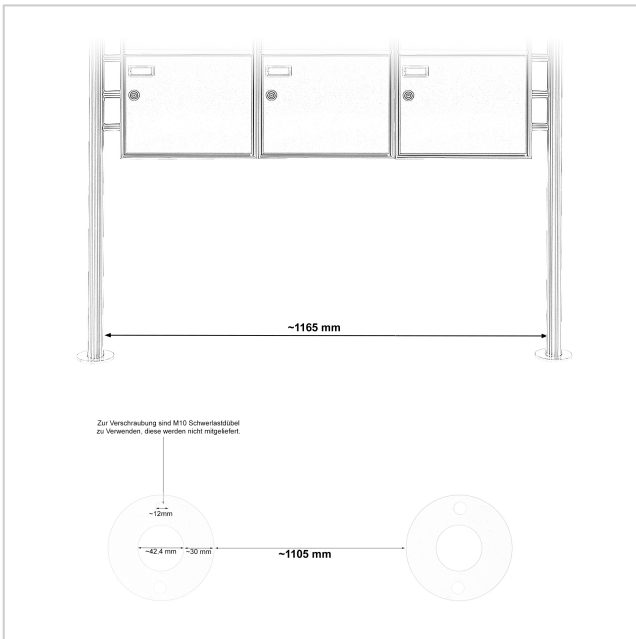 ~1165 mm
Zur Verschraubung sind M10 Schwerlastdübel
zu Verwenden, diese werden nicht mitgeliefert.
~12mm
~42,4 mm
~30 mm
~1105 mm